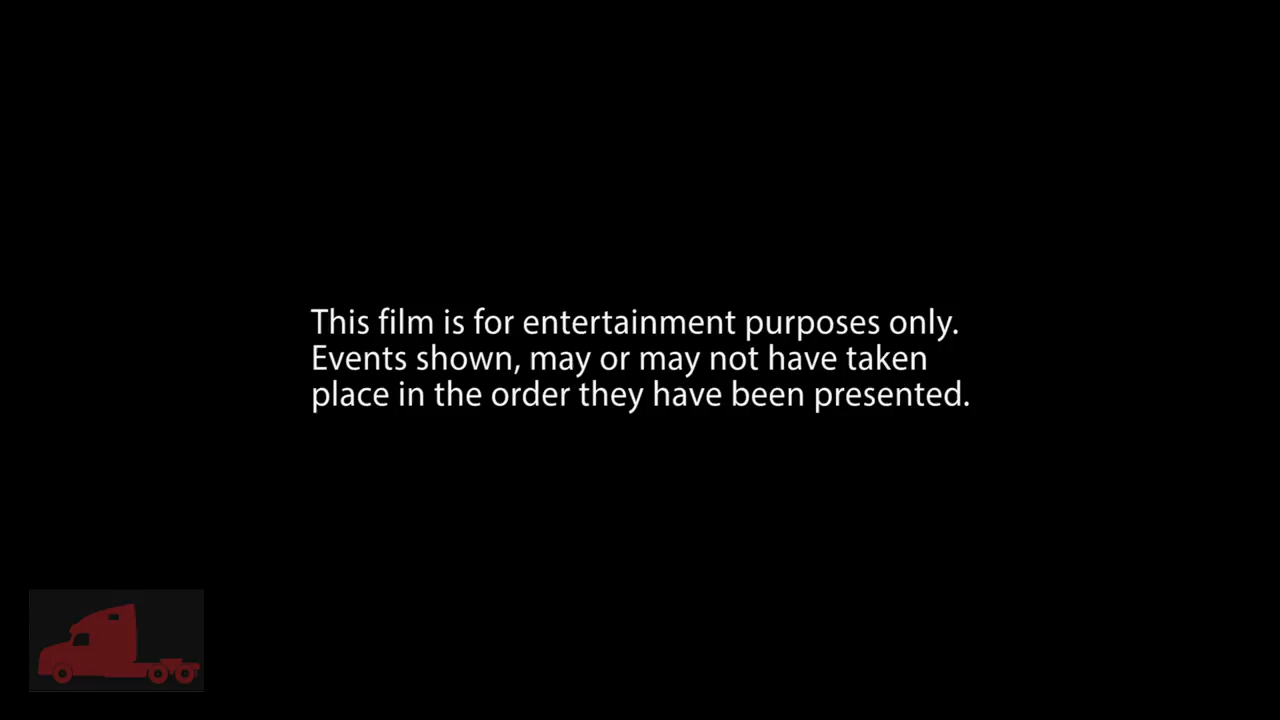 This film is for entertainment purposes only.
Events shown, may or may not have taken
place in the order they have been presented.